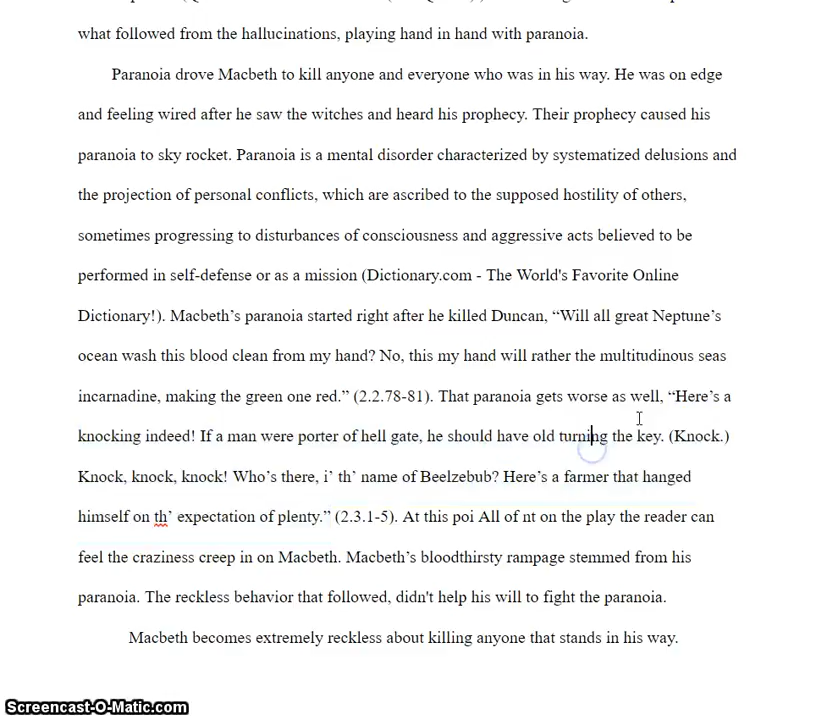 what followed from the hallucinations, playing hand in hand with paranoia.
Paranoia drove Macbeth to kill anyone and everyone who was in his way. He was on edge
and feeling wired after he saw the witches and heard his prophecy. Their prophecy caused his
paranoia to sky rocket. Paranoia is a mental disorder characterized by systematized delusions and
the projection of personal conflicts, which are ascribed to the supposed hostility of others,
sometimes progressing to disturbances of consciousness and aggressive acts believed to be
performed in self-defense or as a mission (Dictionary.com - The World's Favorite Online
Dictionary!). Macbeth’s paranoia started right after he killed Duncan, “Will all great Neptune’s
ocean wash this blood clean from my hand? No, this my hand will rather the multitudinous seas
incarnadine, making the green one red.” (2.2.78-81). That paranoia gets worse as well, “Here’s a
knocking indeed! If a man were porter of hell gate, he should have old turning the key. (Knock.)
Knock, knock, knock! Who’s there, i’ th’ name of Beelzebub? Here’s a farmer that hanged
himself on th’ expectation of plenty.” (2.3.1-5). At this poi All of nt on the play the reader can
feel the craziness creep in on Macbeth. Macbeth’s bloodthirsty rampage stemmed from his
paranoia. The reckless behavior that followed, didn't help his will to fight the paranoia.
Macbeth becomes extremely reckless about killing anyone that stands in his way.
Screencast-O-Matic.com